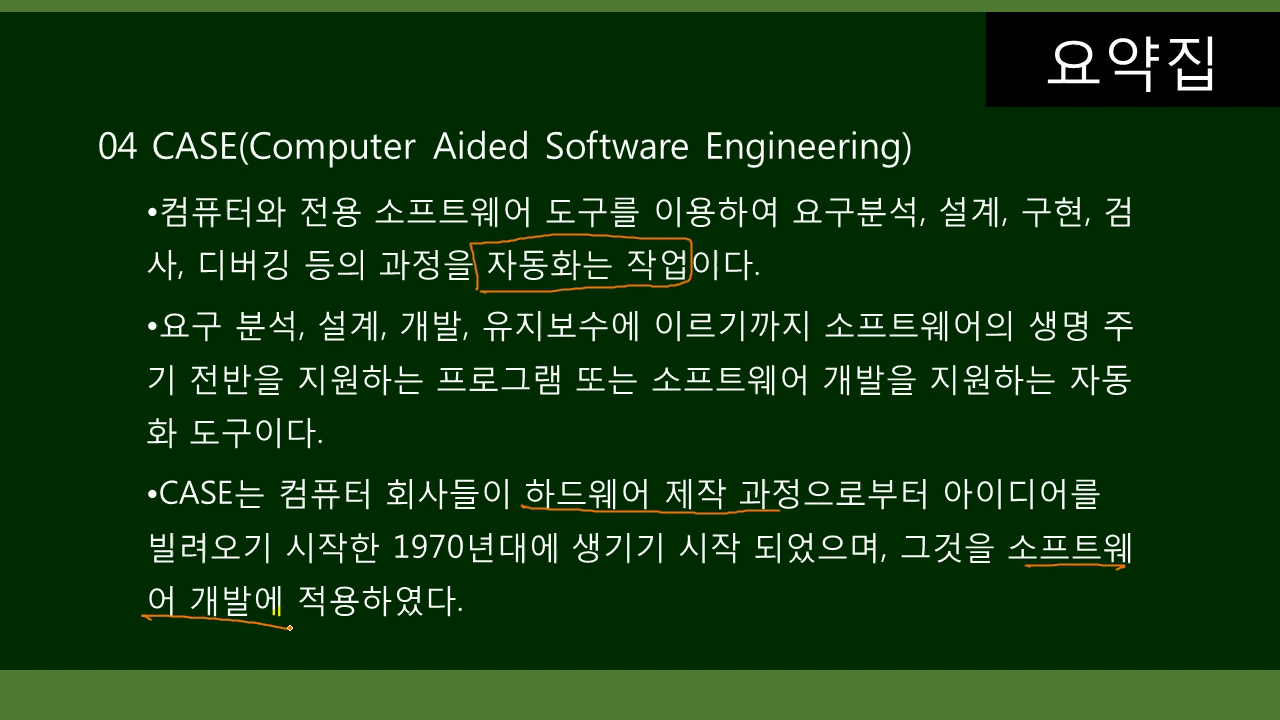 요약집
04 CASE(Computer Aided Software Engineering)
•컴퓨터와 전용 소프트웨어 도구를 이용하여 요구분석, 설계, 구현, 검
사, 디버깅 등의 과정을 자동화는 작업이다.
•요구 분석, 설계, 개발, 유지보수에 이르기까지 소프트웨어의 생명 주
기 전반을 지원하는 프로그램 또는 소프트웨어 개발을 지원하는 자동
화 도구이다.
•CASE는 컴퓨터 회사들이 하드웨어 제작 과정으로부터 아이디어를
빌려오기 시작한 1970년대에 생기기 시작 되었으며, 그것을 소프트웨
어 개발에 적용하였다.